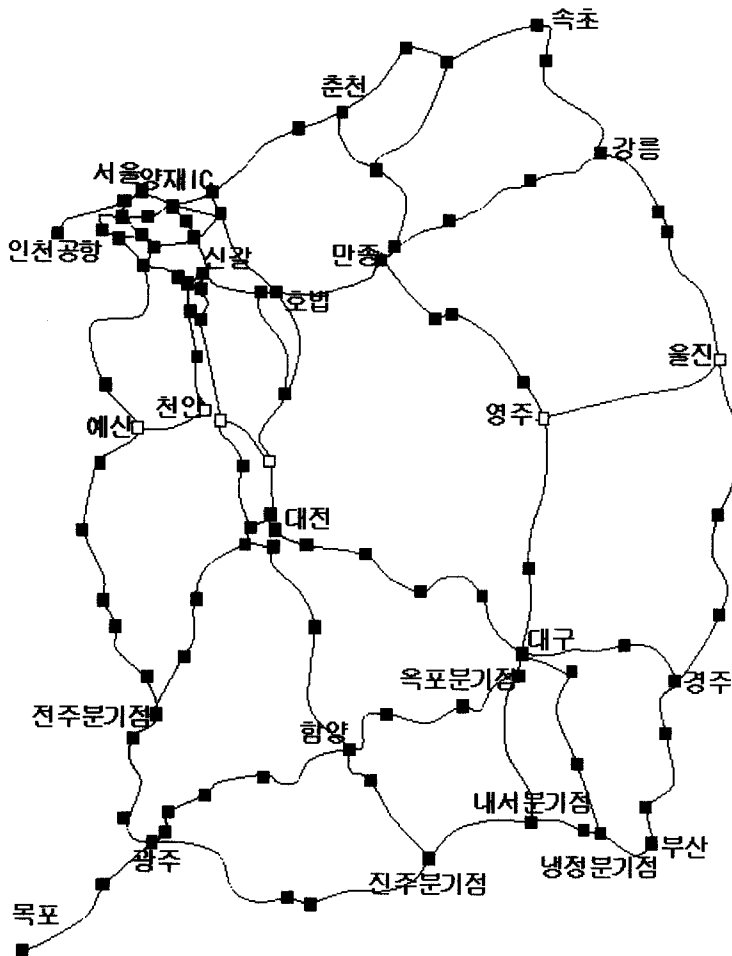 속초
춘천
강릉
서울
양재IC
인천공항
신갈
만종
호법
울진
천안
영주
예산
대전
대구
옥포분기점
경주
전주분기점
함양
내서분기점
광주
부산
냉정분기점
진주분기점
목포